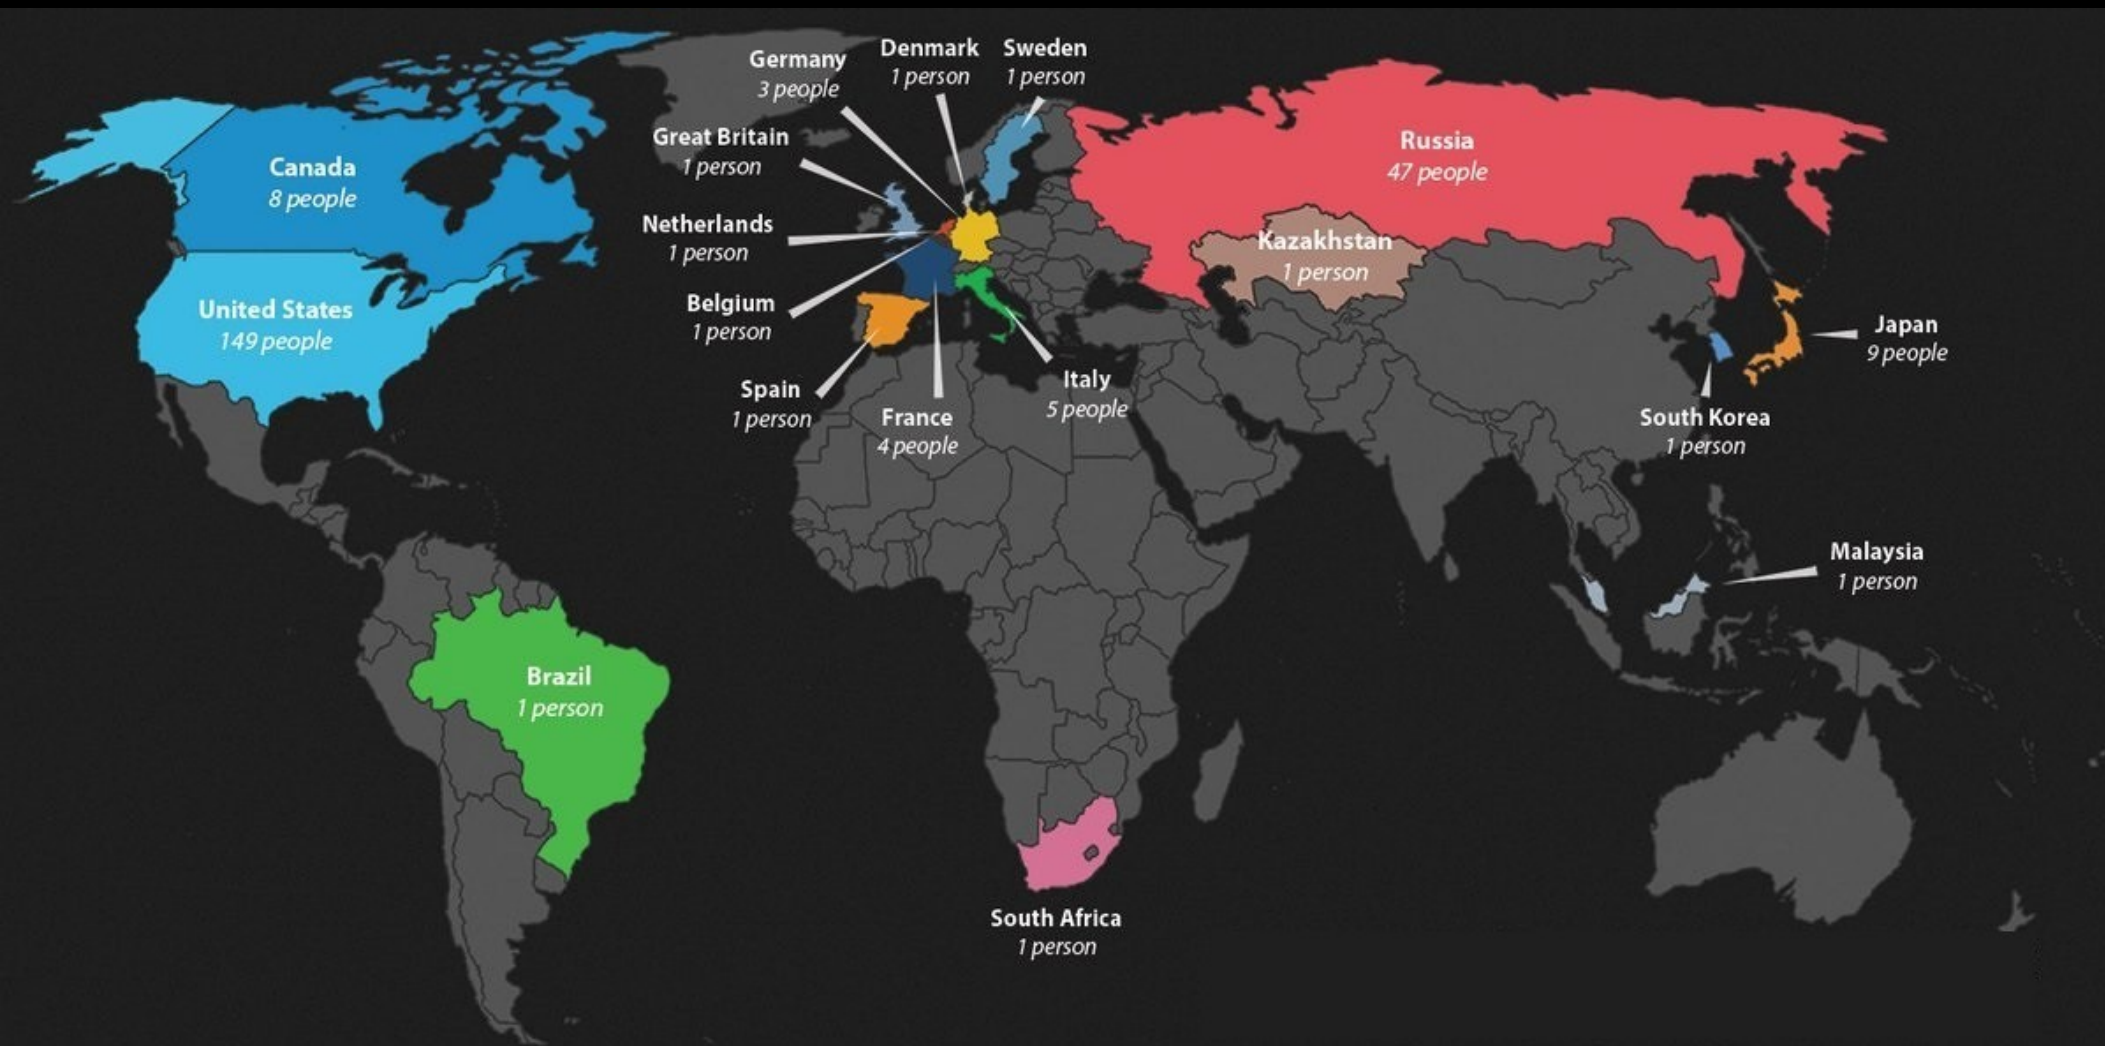 Germany
3 people
Denmark
1 person
Sweden
1 person
Great Britain
1 person
Canada
8 people
Russia
47 people
Netherlands
1 person
Kazakhstan
1 person
United States
149 people
Belgium
1 person
Japan
9 people
Spain
1 person
France
4 people
Italy
5 people
South Korea
1 person
Malaysia
1 person
Brazil
1 person
South Africa
1 person